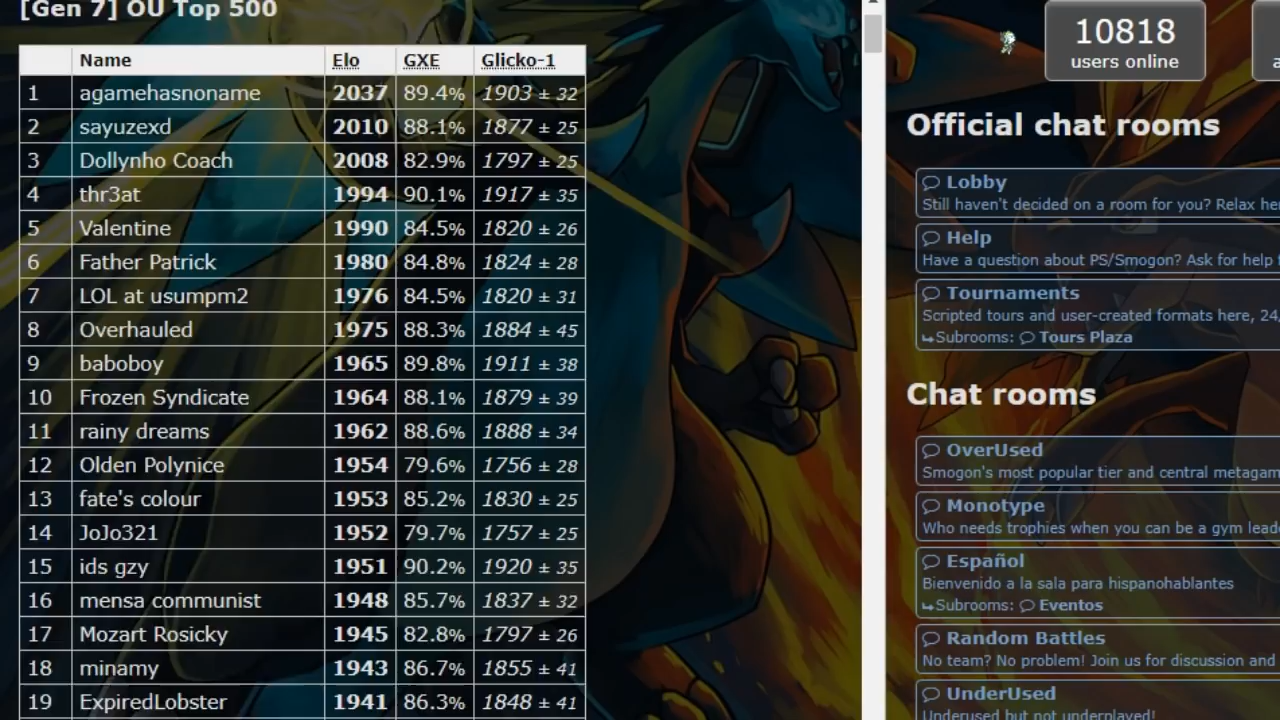 [Gen 7] OU Top 500
Name Elo GXE Glicko-1
1 agamehasnoname 2037 89.4% 1903 ± 32
2 sayuzexd 2010 88.1% 1877 ± 25
3 Dollynho Coach 2008 82.9% 1797 ± 25
4 thr3at 1994 90.1% 1917 ± 35
5 Valentine 1990 84.5% 1820 ± 26
6 Father Patrick 1980 84.8% 1824 ± 28
7 LOL at usumpm2 1976 84.5% 1820 ± 31
8 Overhauled 1975 88.3% 1884 ± 45
9 baboboy 1965 89.8% 1911 ± 38
10 Frozen Syndicate 1964 88.1% 1879 ± 39
11 rainy dreams 1962 88.6% 1888 ± 34
12 Olden Polynice 1954 79.6% 1756 ± 28
13 fate's colour 1953 85.2% 1830 ± 25
14 JoJo321 1952 79.7% 1757 ± 25
15 ids gzy 1951 90.2% 1920 ± 35
16 mensa communist 1948 85.7% 1837 ± 32
17 Mozart Rosicky 1945 82.8% 1797 ± 26
18 minamy 1943 86.7% 1855 ± 41
19 ExpiredLobster 1941 86.3% 1848 ± 41
10818
users online
Official chat rooms
Lobby
Still haven't decided on a room for you? Relax
Help
Have a question about PS/Smogon? Ask for help
Tournaments
Scripted tours and user-created formats here, 24
Subrooms: Tours Plaza
Chat rooms
OverUsed
Smogon's most popular tier and central
Monotype
Who needs trophies when you can be a gym
Español
Bienvenido a la sala para hispanohablantes
Subrooms: Eventos
Random Battles
No team? No problem! Join us for discussion and
UnderUsed
Underused but not underplayed!